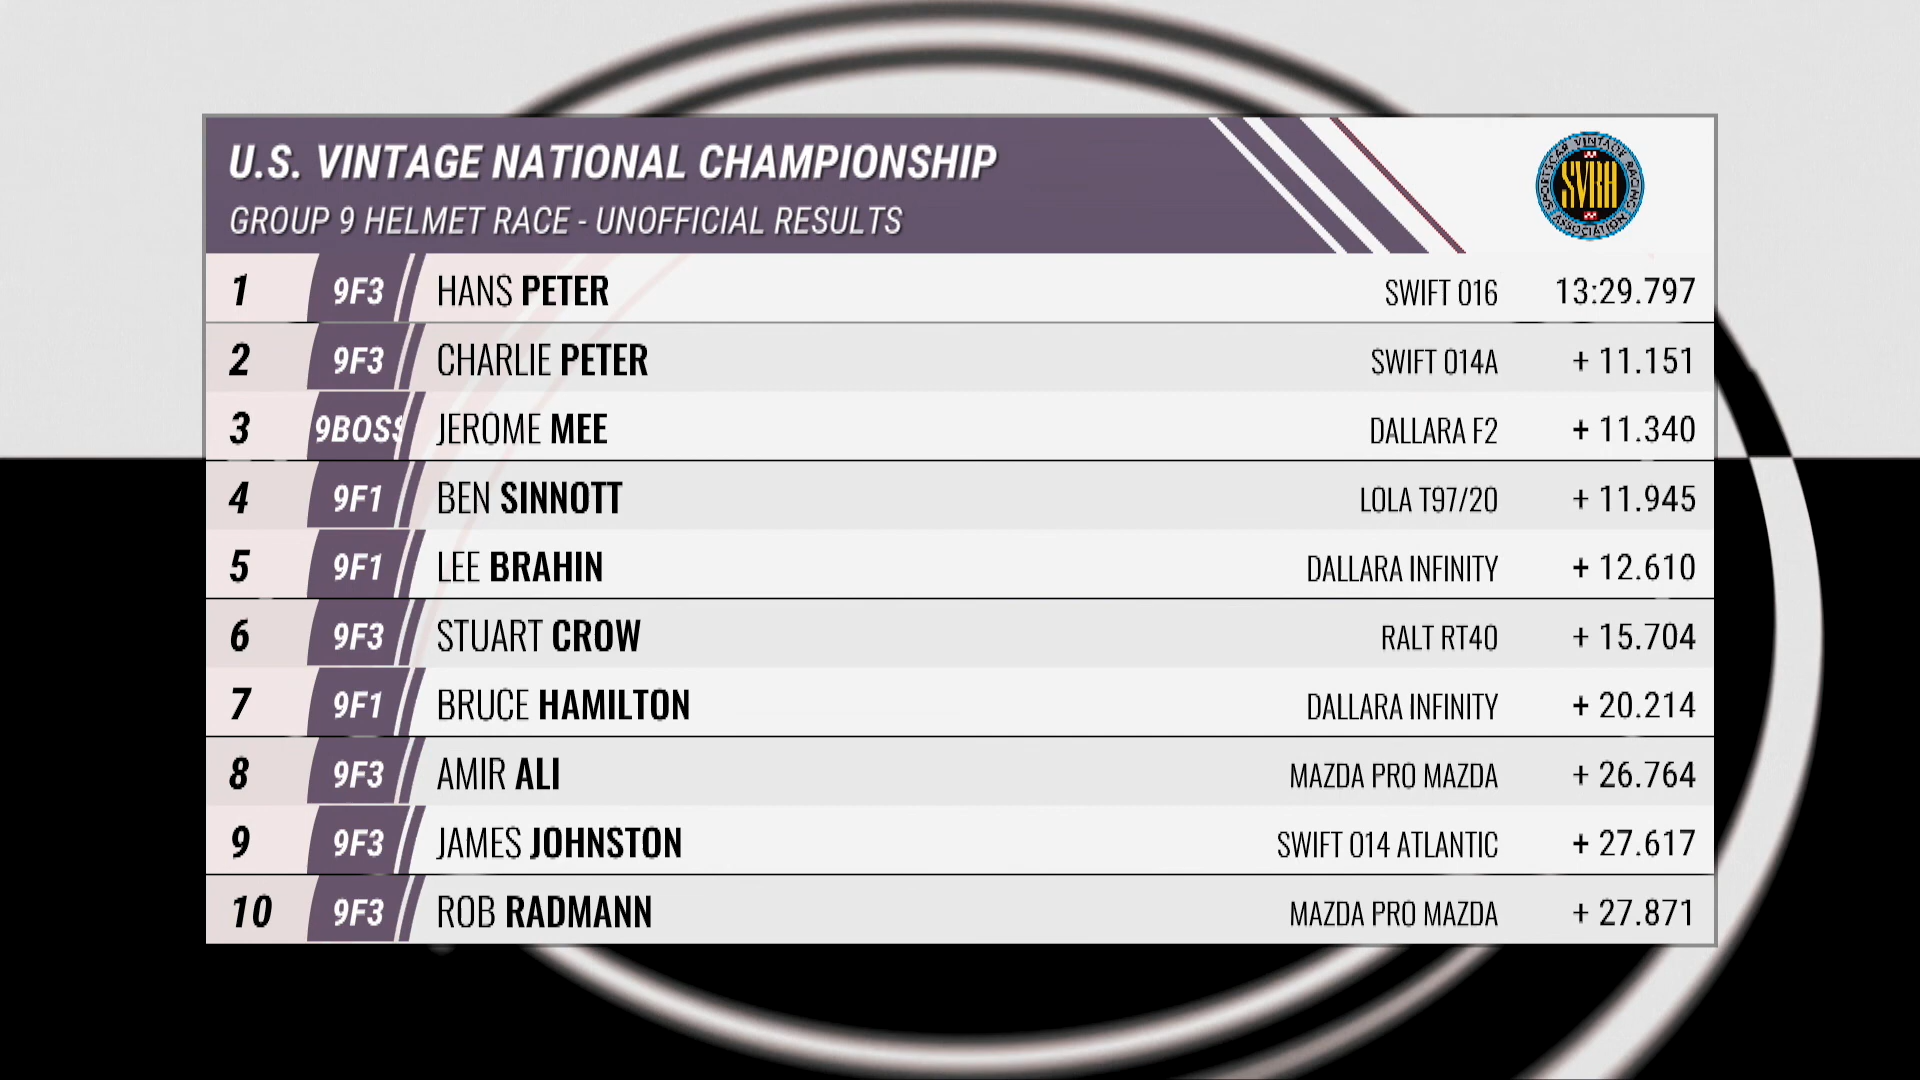 U.S. VINTAGE NATIONAL CHAMPIONSHIP
GROUP 9 HELMET RACE - UNOFFICIAL RESULTS
SPORTSCAR VINTAGE RACING ASSOCIATION
SVRA
1 9F3 HANS PETER SWIFT 016 13:29.797
2 9F3 CHARLIE PETER SWIFT 014A + 11.151
3 9BOSS JEROME MEE DALLARA F2 + 11.340
4 9F1 BEN SINNOTT LOLA T97/20 + 11.945
5 9F1 LEE BRAHIN DALLARA INFINITY + 12.610
6 9F3 STUART CROW RALT RT40 + 15.704
7 9F1 BRUCE HAMILTON DALLARA INFINITY + 20.214
8 9F3 AMIR ALI MAZDA PRO MAZDA + 26.764
9 9F3 JAMES JOHNSTON SWIFT 014 ATLANTIC + 27.617
10 9F3 ROB RADMANN MAZDA PRO MAZDA + 27.871